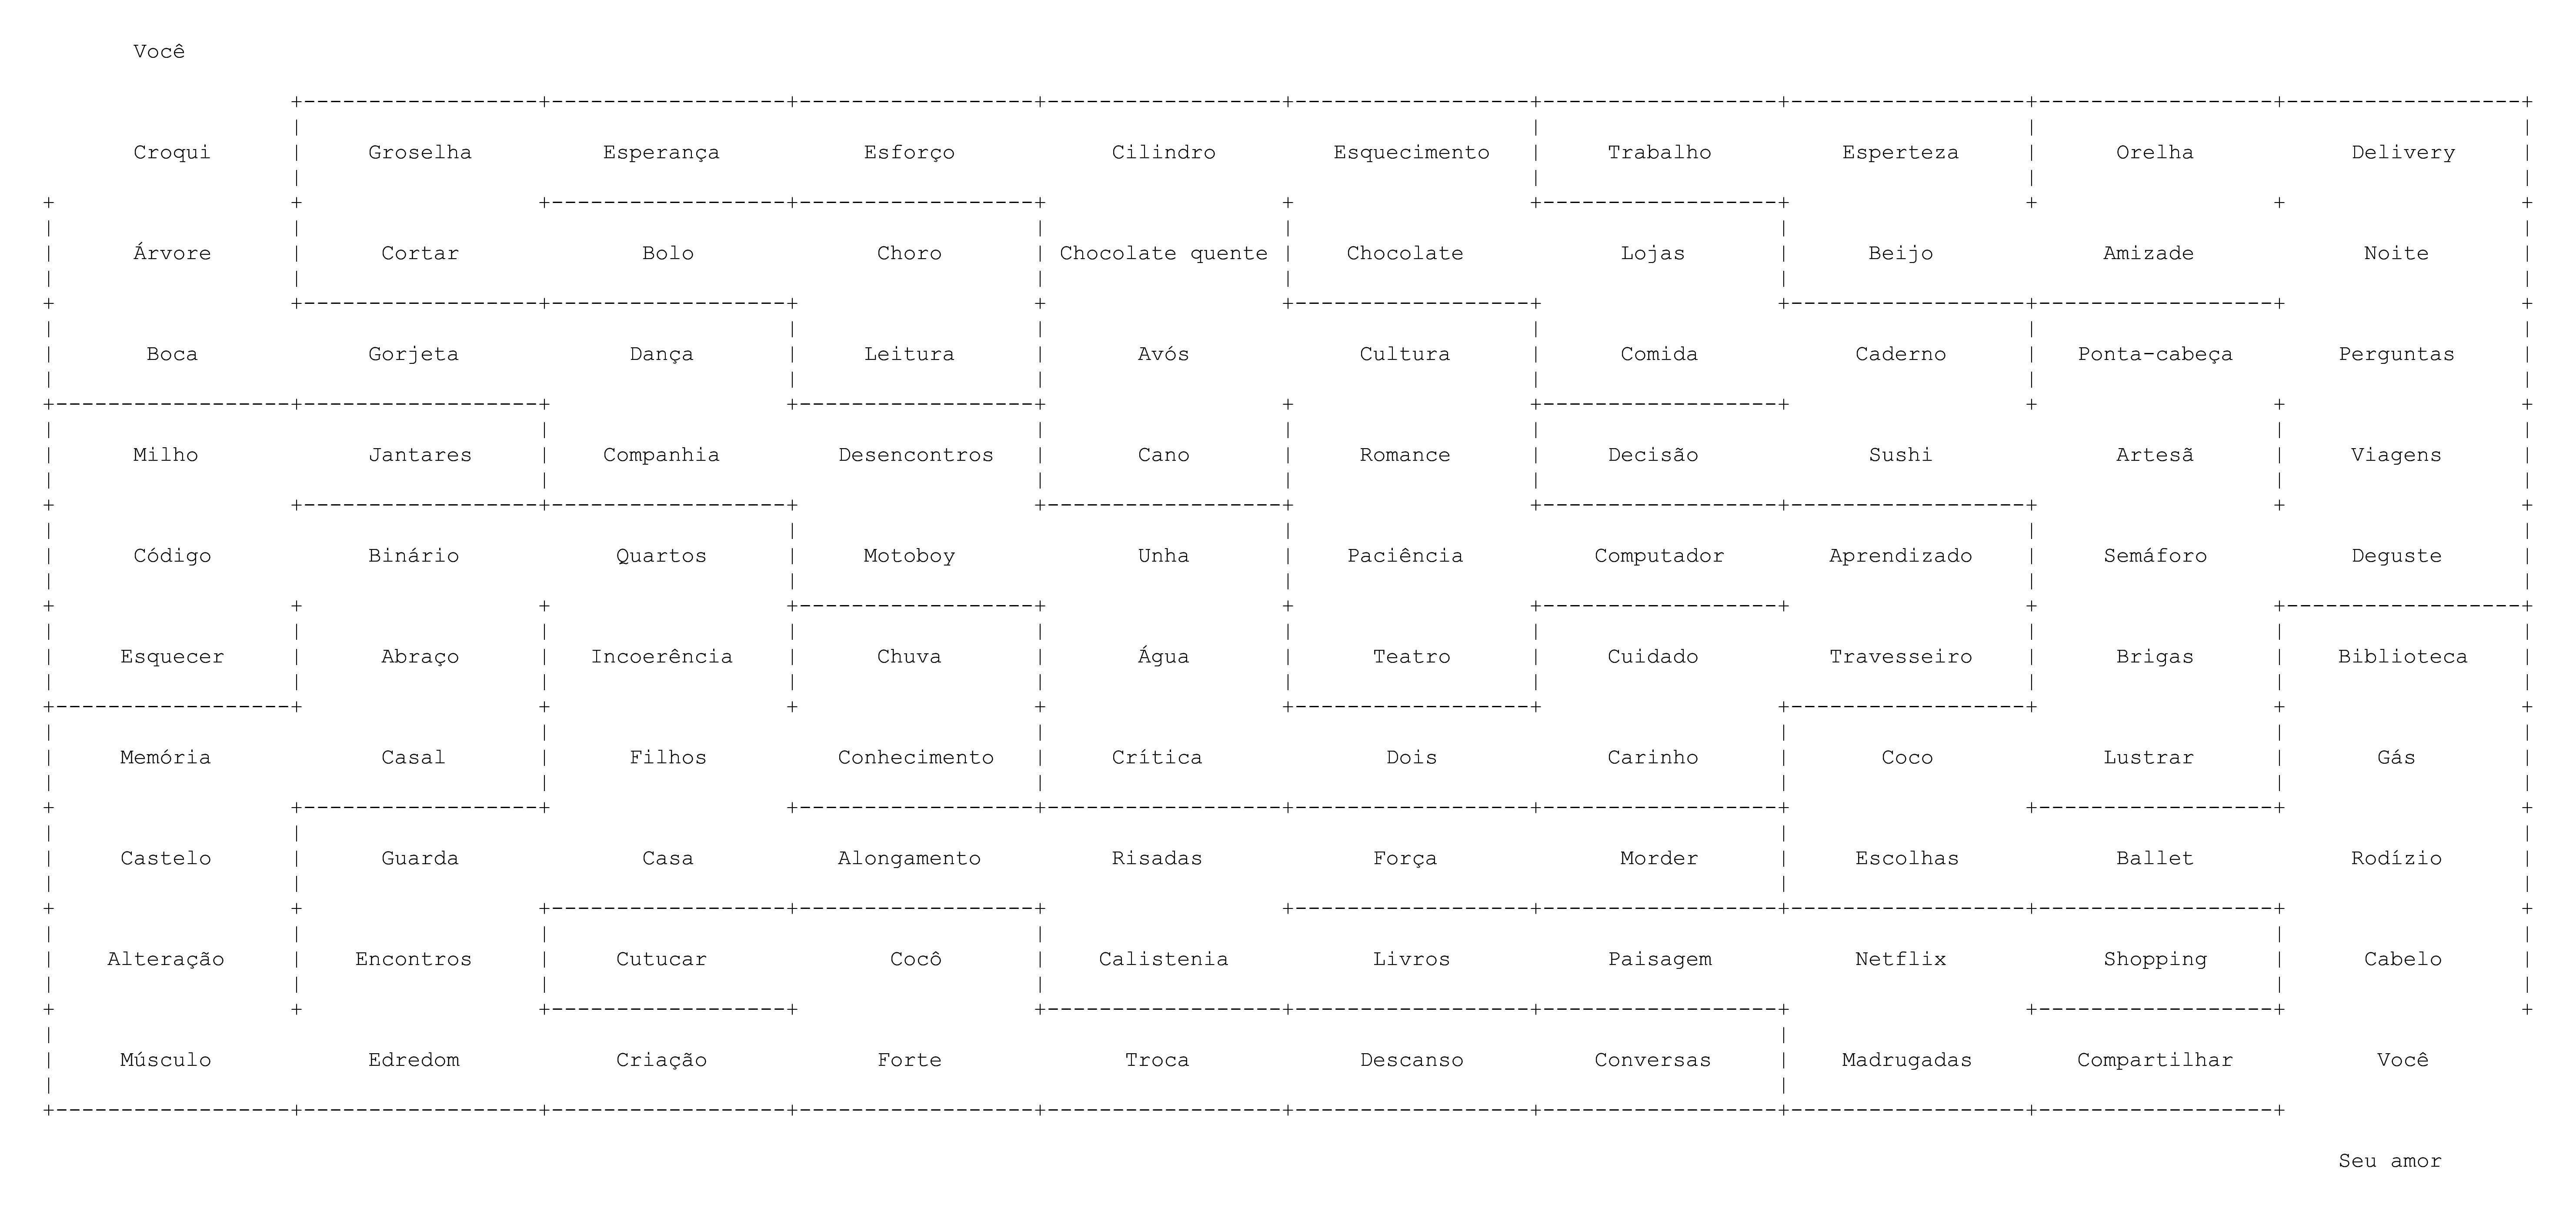 Você
Croqui Groselha Esperança Esforço Cilindro Esquecimento Trabalho Esperteza Orelha Delivery
Árvore Cortar Bolo Choro Chocolate quente Chocolate Lojas Beijo Amizade Noite
Boca Gorjeta Dança Leitura Avós Cultura Comida Caderno Ponta-cabeça Perguntas
Milho Jantares Companhia Desencontros Cano Romance Decisão Sushi Artesã Viagens
Código Binário Quartos Motoboy Unha Paciência Computador Aprendizado Semáforo Deguste
Esquecer Abraço Incoerência Chuva Água Teatro Cuidado Travesseiro Brigas Biblioteca
Memória Casal Filhos Conhecimento Crítica Dois Carinho Coco Lustrar Gás
Castelo Guarda Casa Alongamento Risadas Força Morder Escolhas Ballet Rodízio
Alteração Encontros Cutucar Cocô Calistenia Livros Paisagem Netflix Shopping Cabelo
Músculo Edredom Criação Forte Troca Descanso Conversas Madrugadas Compartilhar Você
Seu amor